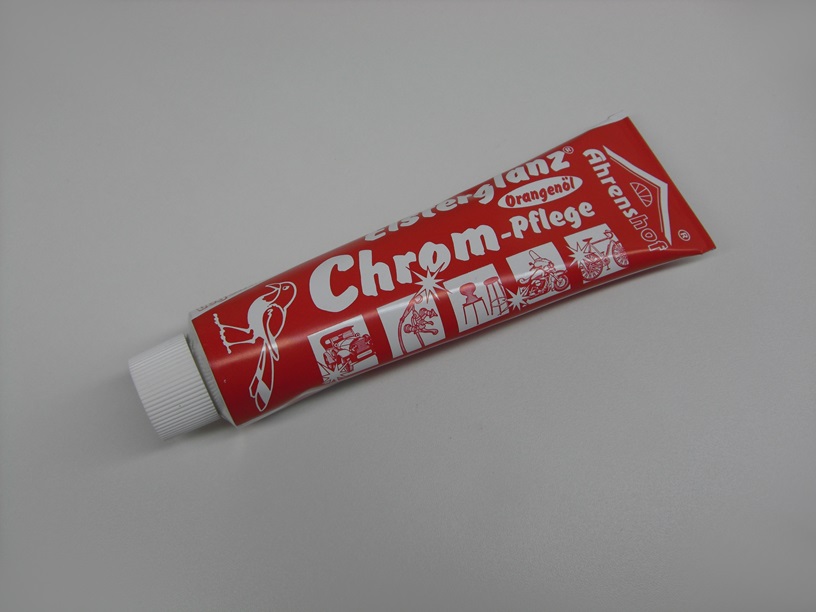 Elsterglanz®
Orangenöl
Chrom-Pflege
Ahrenshof®